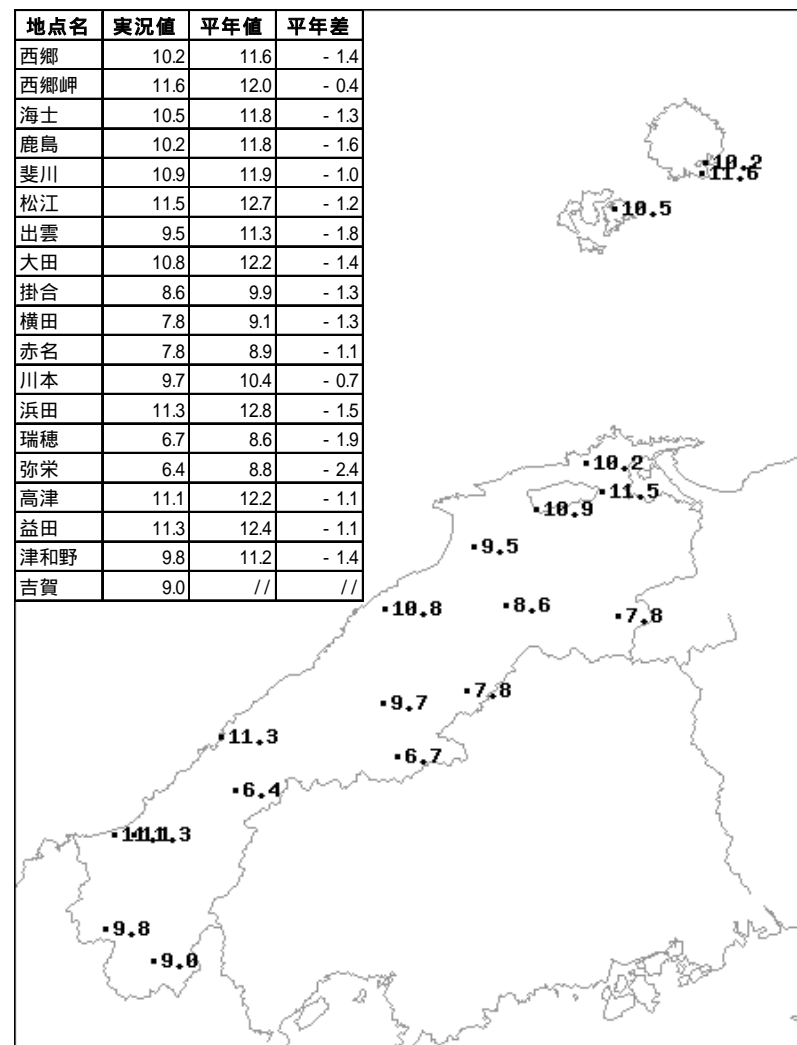 地点名 実況値 平年値 平年差
西郷 10.2 11.6 - 1.4
西郷岬 11.6 12.0 - 0.4
海士 10.5 11.8 - 1.3
鹿島 10.2 11.8 - 1.6
斐川 10.9 11.9 - 1.0
松江 11.5 12.7 - 1.2
出雲 9.5 11.3 - 1.8
大田 10.8 12.2 - 1.4
掛合 8.6 9.9 - 1.3
横田 7.8 9.1 - 1.3
赤名 7.8 8.9 - 1.1
川本 9.7 10.4 - 0.7
浜田 11.3 12.8 - 1.5
瑞穂 6.7 8.6 - 1.9
弥栄 6.4 8.8 - 2.4
高津 11.1 12.2 - 1.1
益田 11.3 12.4 - 1.1
津和野 9.8 11.2 - 1.4
吉賀 9.0 // //
10.2
11.6
10.5
10.2
11.5
10.9
9.5
10.8 8.6 7.8
7.8
9.7
11.3
6.7
6.4
11.1 11.3
9.8
9.0